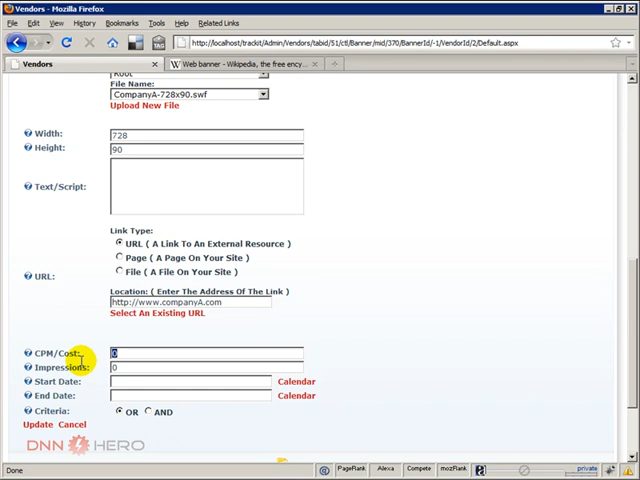 Vendors - Mozilla Firefox
File Edit View History Bookmarks Tools Help Related Links
TAG
http://localhost/trackit/Admin/Vendors/tabid/51/ctl/Banner/mid/370/BannerId/-1/VendorId/2/Default.aspx
Vendors
Web banner - Wikipedia, the free ency...
Root
File Name:
CompanyA-728x90.swf
Upload New File
Width: 728
Height: 90
Text/Script:
Link Type:
URL ( A Link To An External Resource )
Page ( A Page On Your Site )
URL:
File ( A File On Your Site )
Location: ( Enter The Address Of The Link )
http://www.companyA.com
Select An Existing URL
CPM/Cost: 0
Impressions: 0
Start Date: Calendar
End Date: Calendar
Criteria: OR AND
Update Cancel
DNN HERO
Done PageRank Alexa Compete mozRank